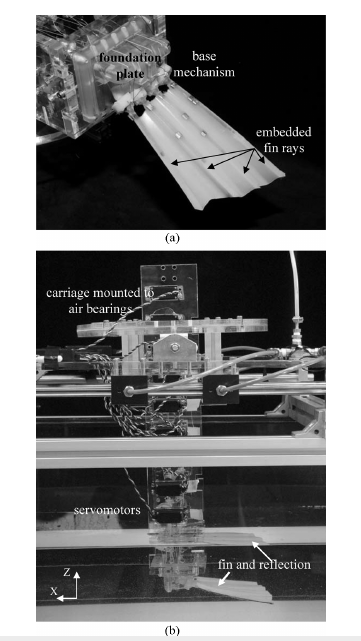 foundation
plate
base
mechanism
embedded
fin rays
(a)
carriage mounted to
air bearings
servomotors
fin and reflection
Z
X
(b)